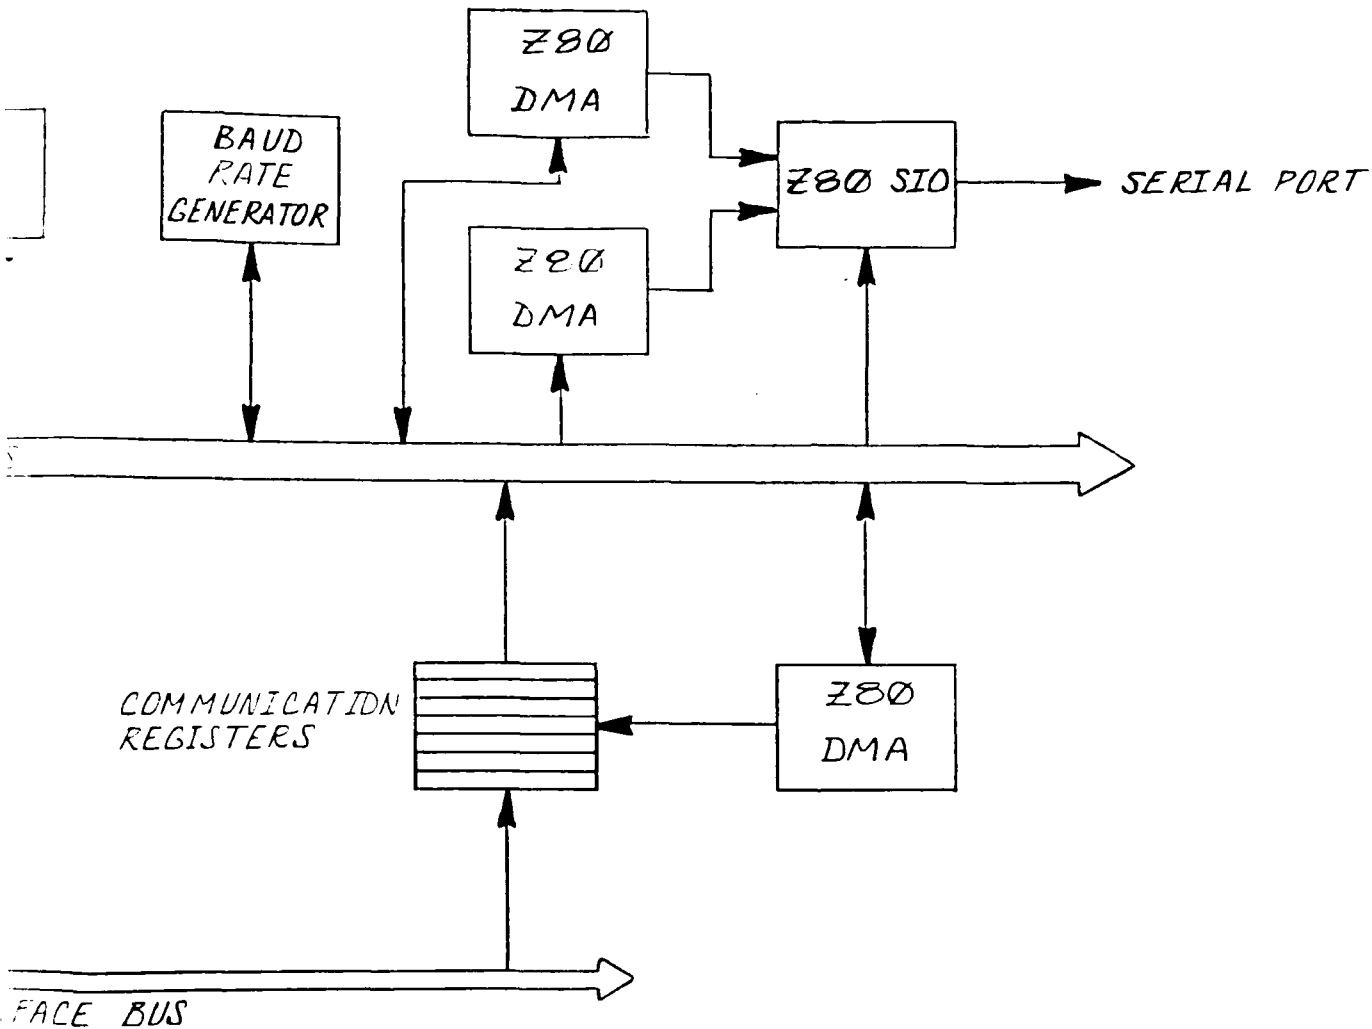 Z80
DMA
BAUD
RATE
GENERATOR
Z80 SIO
SERIAL PORT
Z80
DMA
COMMUNICATION
REGISTERS
Z80
DMA
FACE BUS